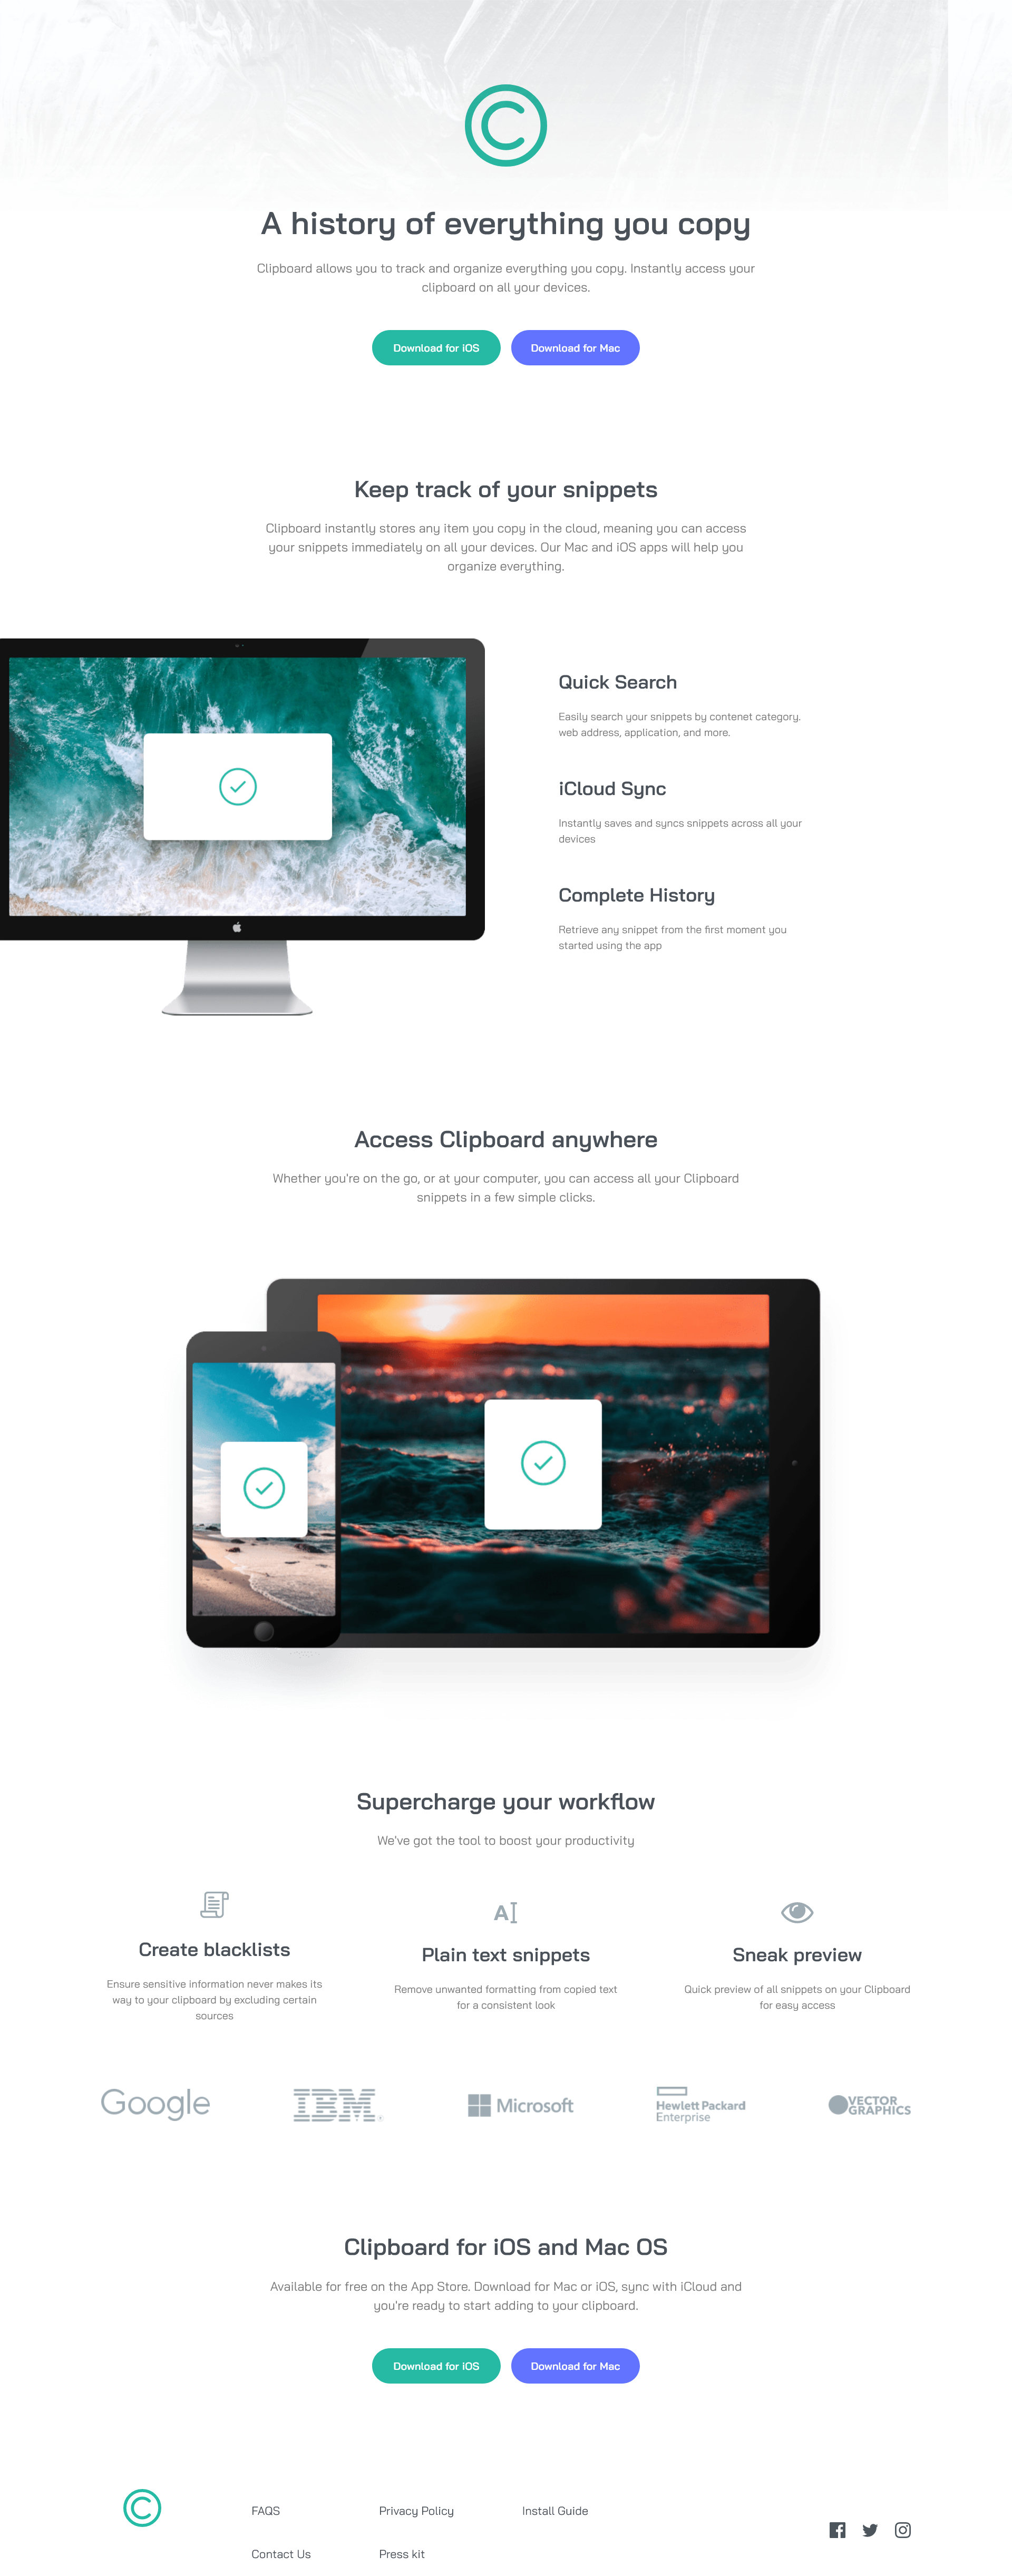 A history of everything you copy
Clipboard allows you to track and organize everything you copy. Instantly access your
clipboard on all your devices.
Download for iOS
Download for Mac
Keep track of your snippets
Clipboard instantly stores any item you copy in the cloud, meaning you can access
your snippets immediately on all your devices. Our Mac and iOS apps will help you
organize everything.
Quick Search
Easily search your snippets by contenet category.
web address, application, and more.
iCloud Sync
Instantly saves and syncs snippets across all your
devices
Complete History
Retrieve any snippet from the first moment you
started using the app
Access Clipboard anywhere
Whether you're on the go, or at your computer, you can access all your Clipboard
snippets in a few simple clicks.
Supercharge your workflow
We've got the tool to boost your productivity
Create blacklists
Ensure sensitive information never makes its
way to your clipboard by excluding certain
sources
A
Plain text snippets
Remove unwanted formatting from copied text
for a consistent look
Sneak preview
Quick preview of all snippets on your Clipboard
for easy access
Google
IBM
Microsoft
Hewlett Packard
Enterprise
VECTOR
GRAPHICS
Clipboard for iOS and Mac OS
Available for free on the App Store. Download for Mac or iOS, sync with iCloud and
you're ready to start adding to your clipboard.
Download for iOS
Download for Mac
FAQS
Privacy Policy
Install Guide
Contact Us
Press kit